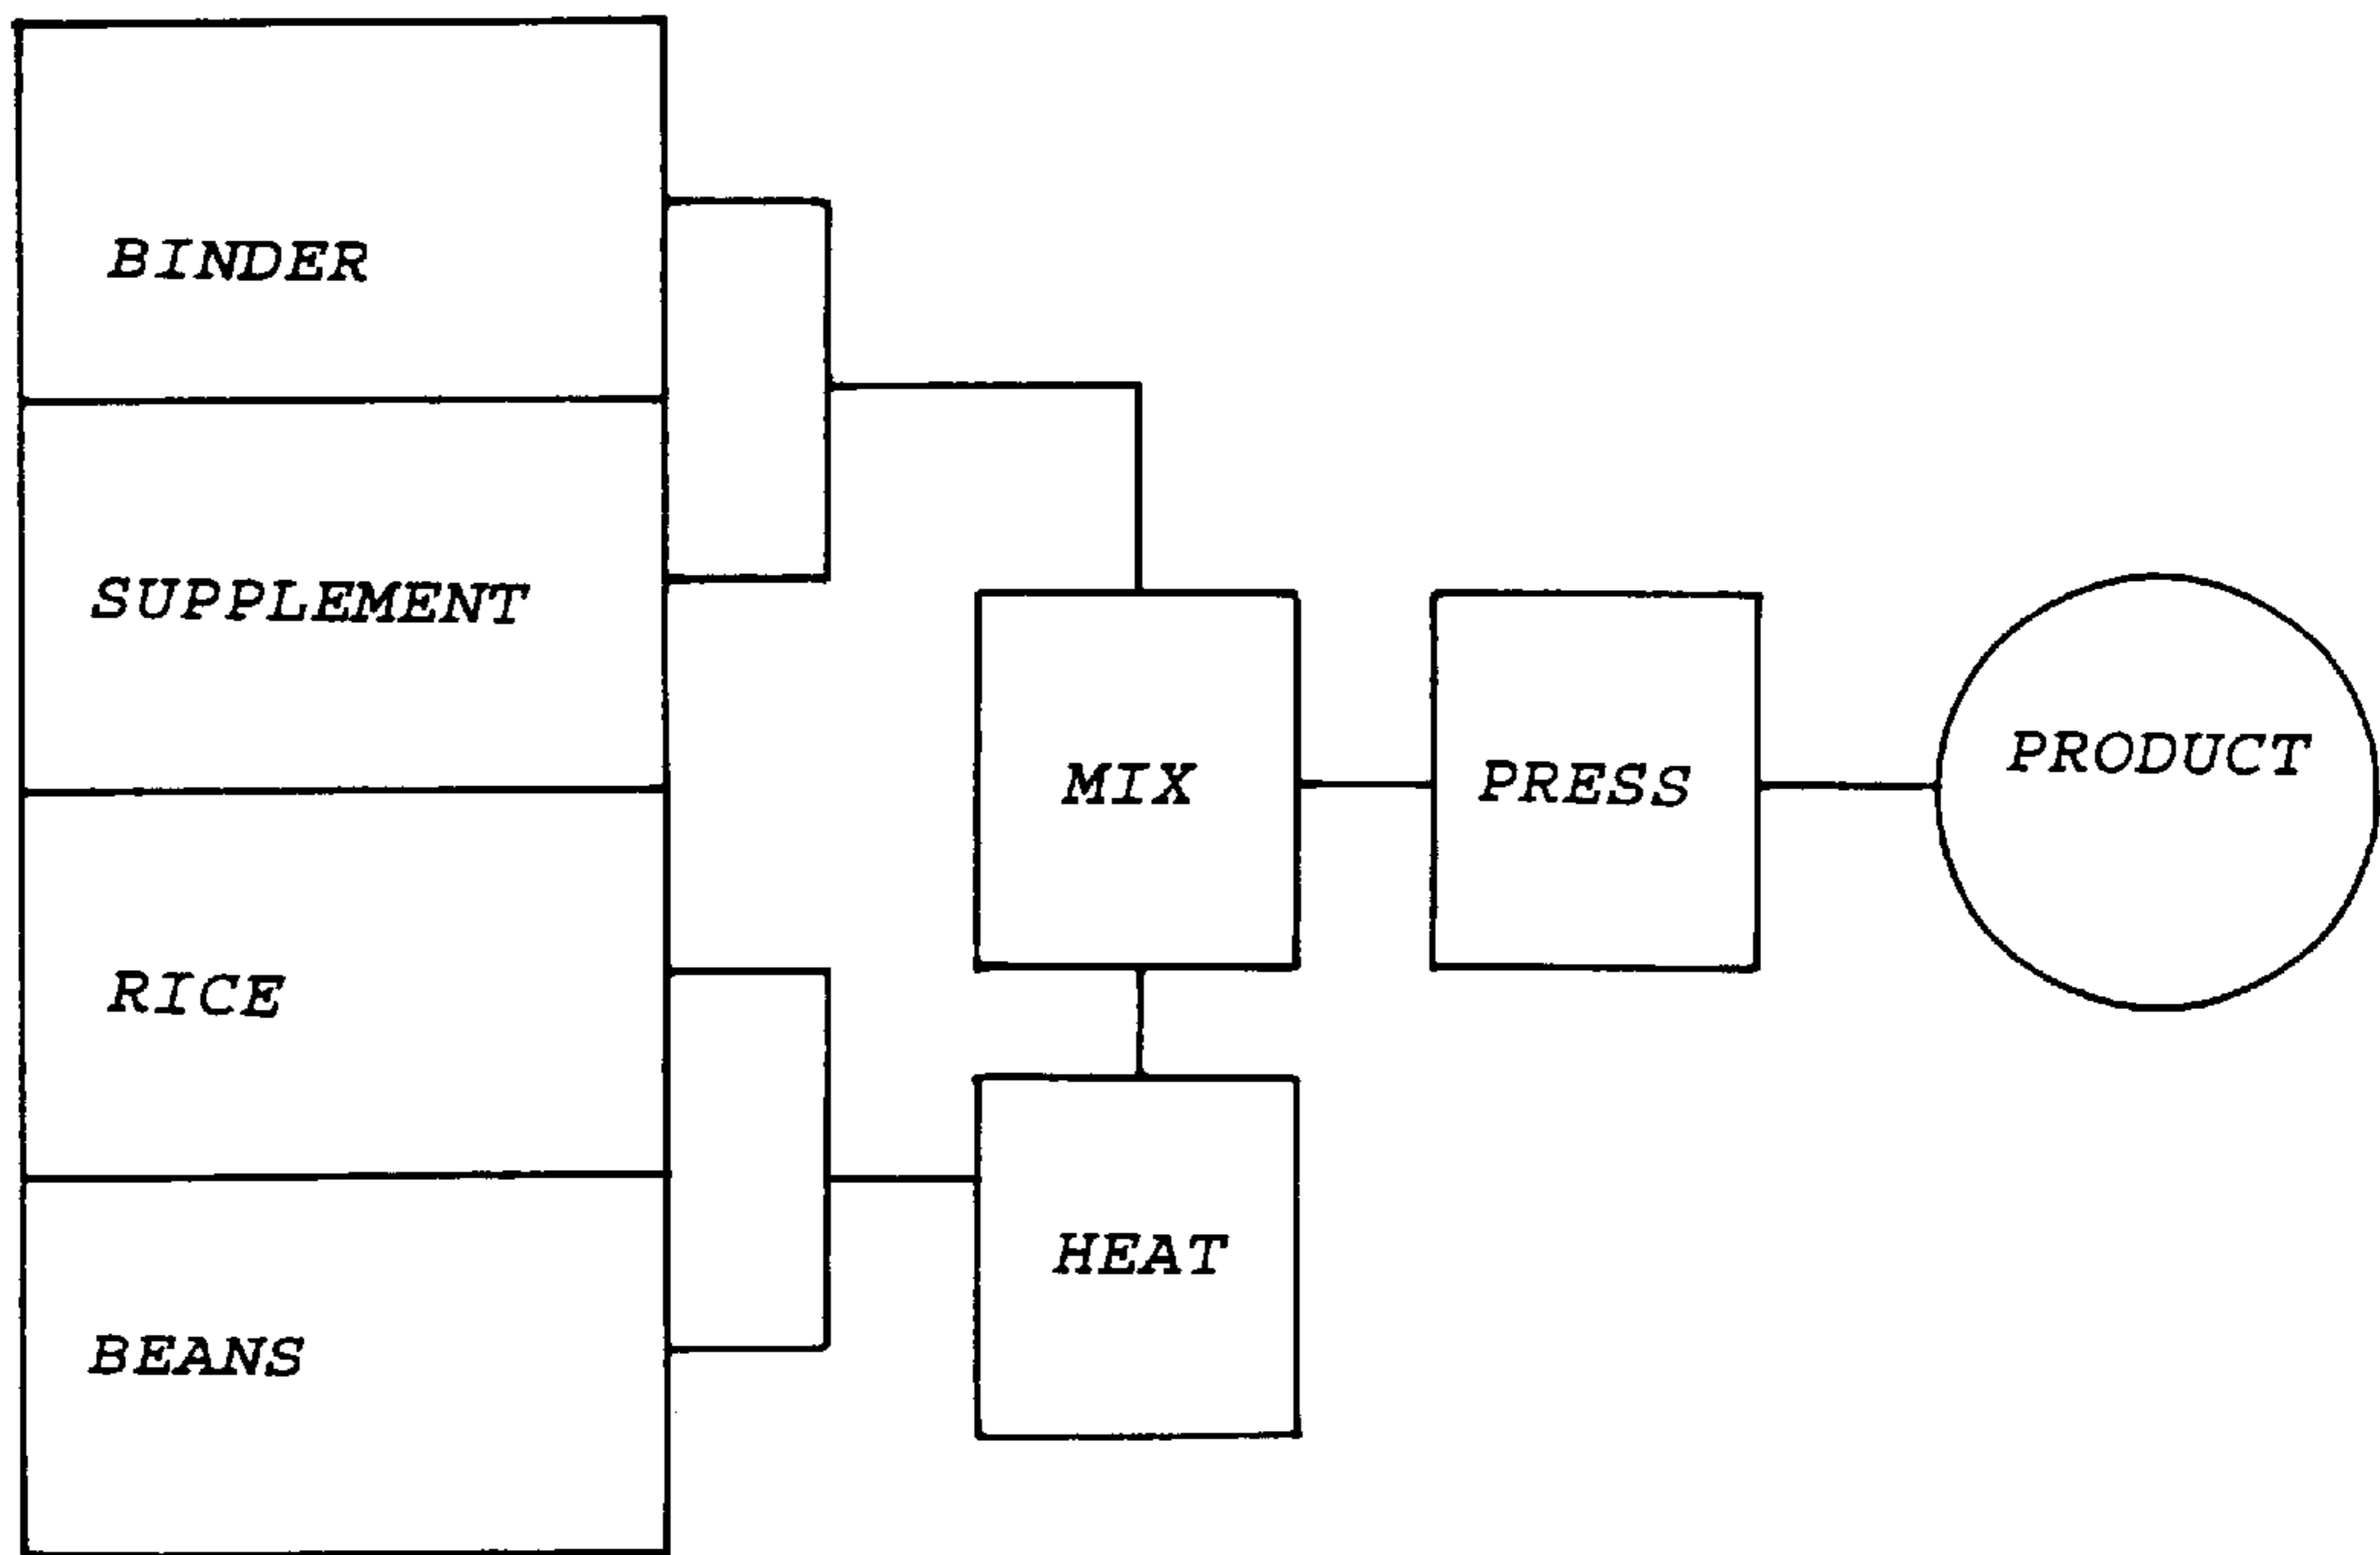 BINDER
SUPPLEMENT
RICE
BEANS
MIX
HEAT
PRESS
PRODUCT